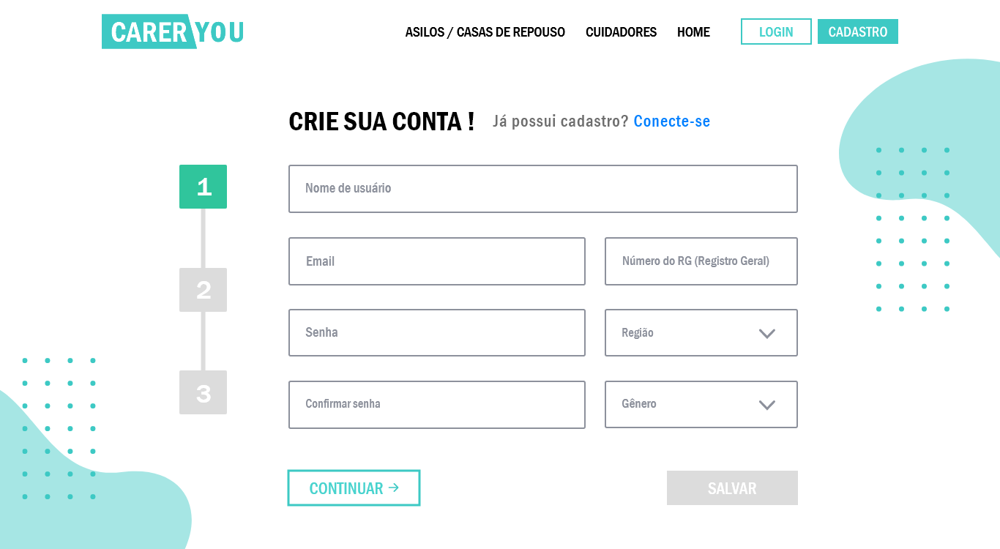 CARER YOU
ASILOS / CASAS DE REPOUSO CUIDADORES HOME LOGIN CADASTRO
CRIE SUA CONTA ! Já possui cadastro? Conecte-se
1
Nome de usuário
Email
Número do RG (Registro Geral)
2
Senha
Região
3
Confirmar senha
Gênero
CONTINUAR →
SALVAR